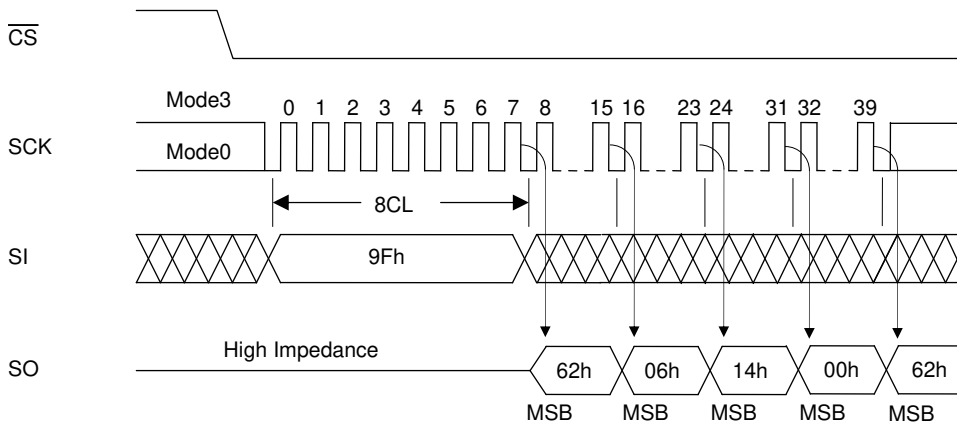 CS
Mode3
0 1 2 3 4 5 6 7 8 15 16 23 24 31 32 39
SCK
Mode0
8CL
SI
9Fh
High Impedance
SO
62h 06h 14h 00h 62h
MSB MSB MSB MSB MSB